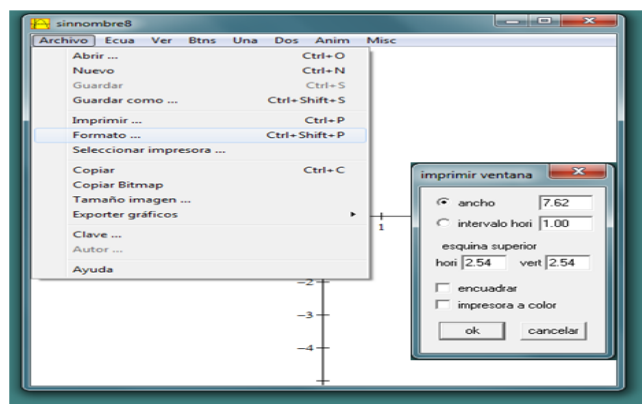 sinnombre8
Archivo Ecua Ver Btns Una Dos Anim Misc
Abrir ... Ctrl+O
Nuevo Ctrl+N
Guardar Ctrl+S
Guardar como ... Ctrl+Shift+S
Imprimir ... Ctrl+P
Formato ... Ctrl+Shift+P
Seleccionar impresora ...
Copiar Ctrl+C
Copiar Bitmap
Tamaño imagen ...
Exporter gráficos
Clave ...
Autor ...
Ayuda
1
−2
−3
−4
imprimir ventana
ancho 7.62
intervalo hori 1.00
esquina superior
hori 2.54 vert 2.54
encuadrar
impresora a color
ok cancelar